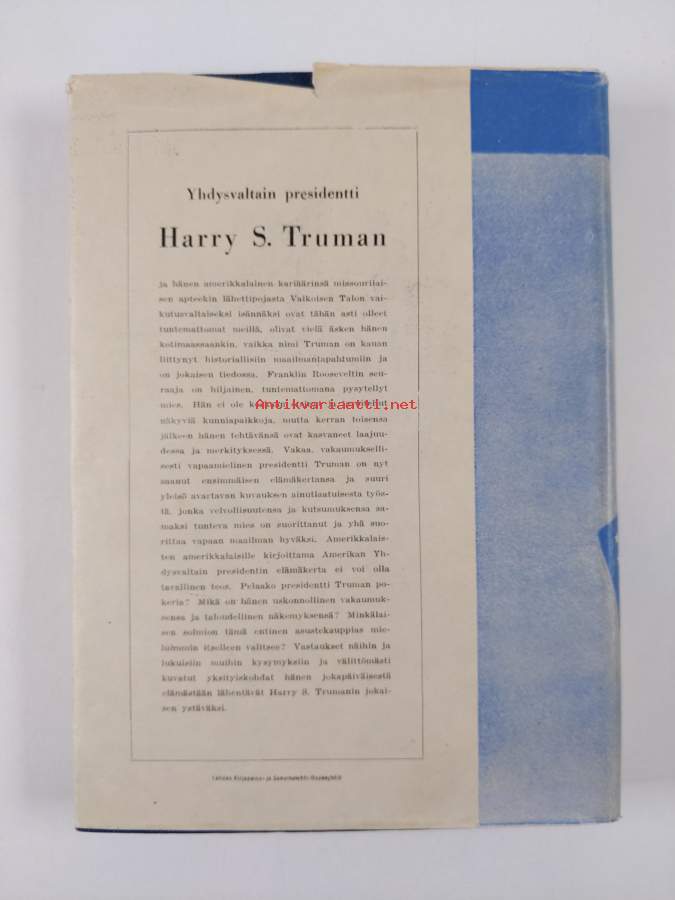 Yhdysvaltain presidentti
Harry S. Truman
ja hänen amerikkalainen kariäärinsä missourilai-
sen apteekin lähettipojasta Valkoisen Talon vai-
kutusvaltaiseksi isännäksi ovat tähän asti olleet
tuntemattomat meillä, olivat vielä äsken hänen
kotimaassaankin, vaikka nimi Truman on kauan
liittynyt historiallisiin maailmantapahtumiin ja
on jokaisen tiedossa. Franklin Rooseveltin seu-
raaja on hiljainen, tuntemattomana pysytellyt
mies. Hän ei ole
Antikvariaatti.net
näkyviä kunniapaikkoja, mutta kerran toisensa
jälkeen hänen tehtävänsä ovat kasvaneet laajuu-
dessa ja merkityksessä. Vakaa, vakaumukselli-
sesti vapaamielinen presidentti Truman on nyt
saanut ensimmäisen elämäkertansa ja suuri
yleisö avartavan kuvauksen ainutlaatuisesta työs-
tä, jonka velvollisuutensa ja kutsumuksensa sa-
maksi tunteva mies on suorittanut ja yhä suo-
rittaa vapaan maailman hyväksi. Amerikkalais-
ten amerikkalaisille kirjoittama Amerikan Yh-
dysvaltain presidentin elämäkerta ei voi olla
tavallinen teos. Pelaako presidentti Truman po-
keria? Mikä on hänen uskonnollinen vakaumuk-
sensa ja taloudellinen näkemyksensä? Minkälai-
sen solmion tämä entinen asustekauppias mie-
luimmin itselleen valitsee? Vastaukset näihin ja
lukuisiin muihin kysymyksiin ja välittömästi
kuvatut yksityiskohdat hänen jokapäiväisestä
elämästään lähentävät Harry S. Trumanin jokai-
sen ystäväksi.
Lahden Kirjapaino- ja Sanomalehti-Osakeyhtiö